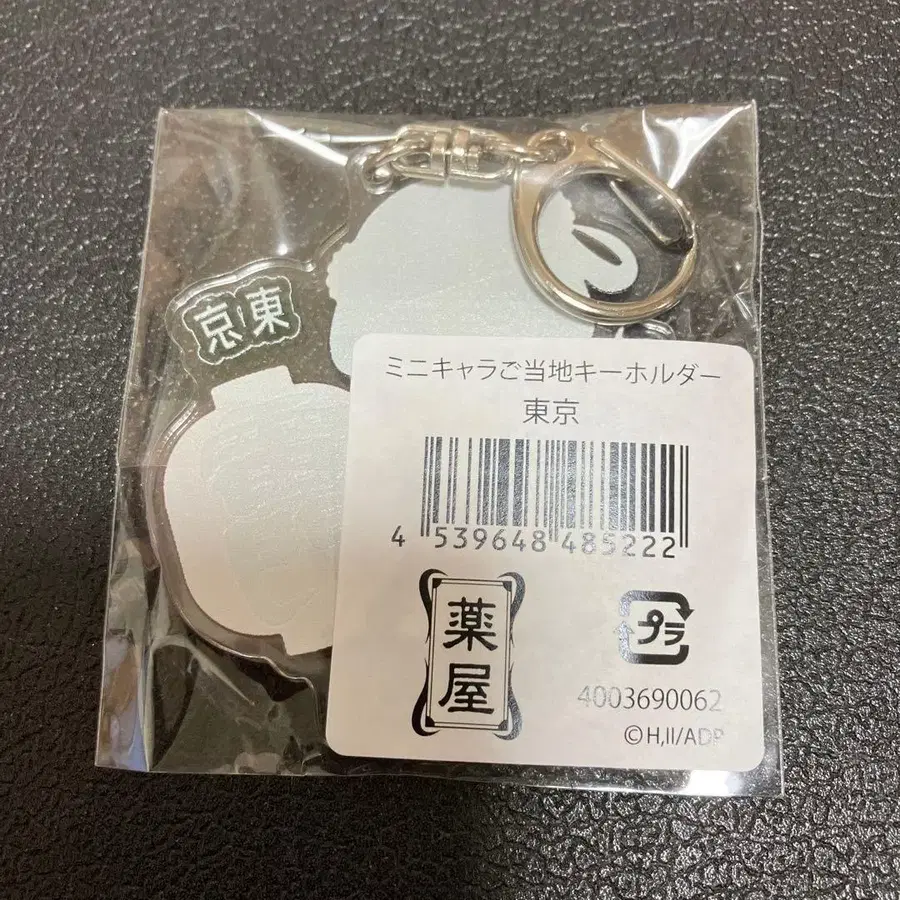 東京
ミニキャラご当地キーホルダー
東京
4 539648 485222
薬屋
プラ
4003690062
©H,II/ADP